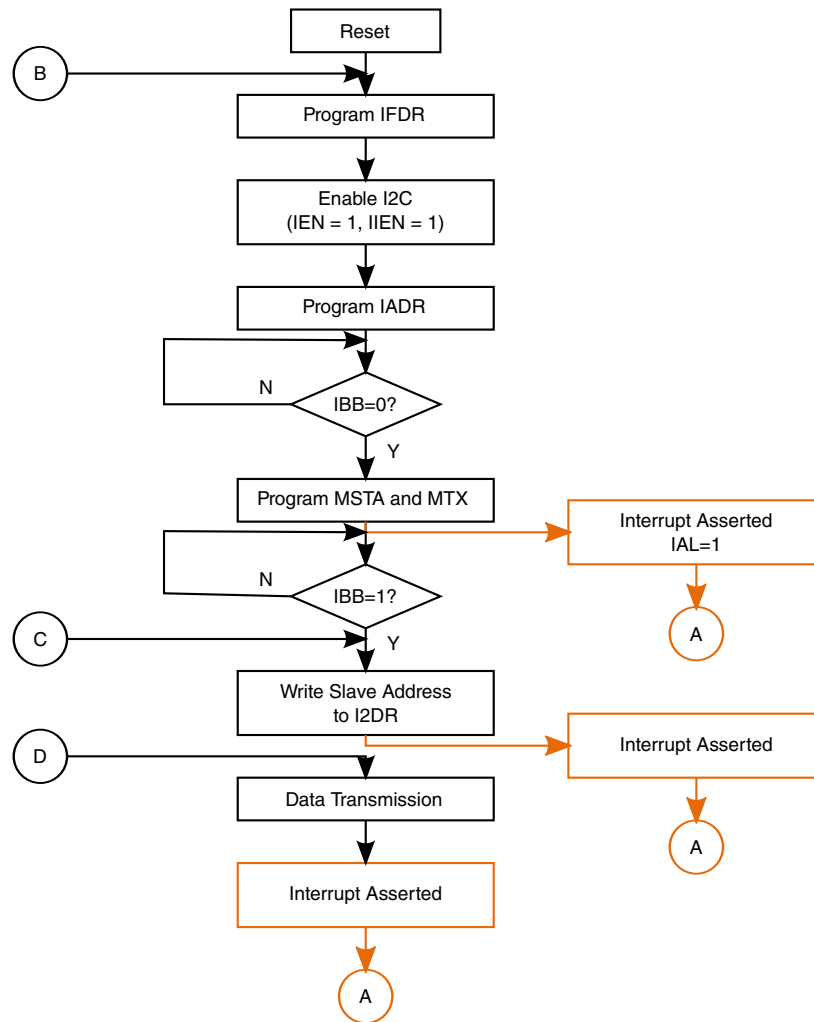 Reset
B
Program IFDR
Enable I2C
(IEN = 1, IIEN = 1)
Program IADR
N
IBB=0?
Y
Program MSTA and MTX
Interrupt Asserted
IAL=1
N
IBB=1?
A
C
Y
Write Slave Address
to I2DR
Interrupt Asserted
D
Data Transmission
A
Interrupt Asserted
A